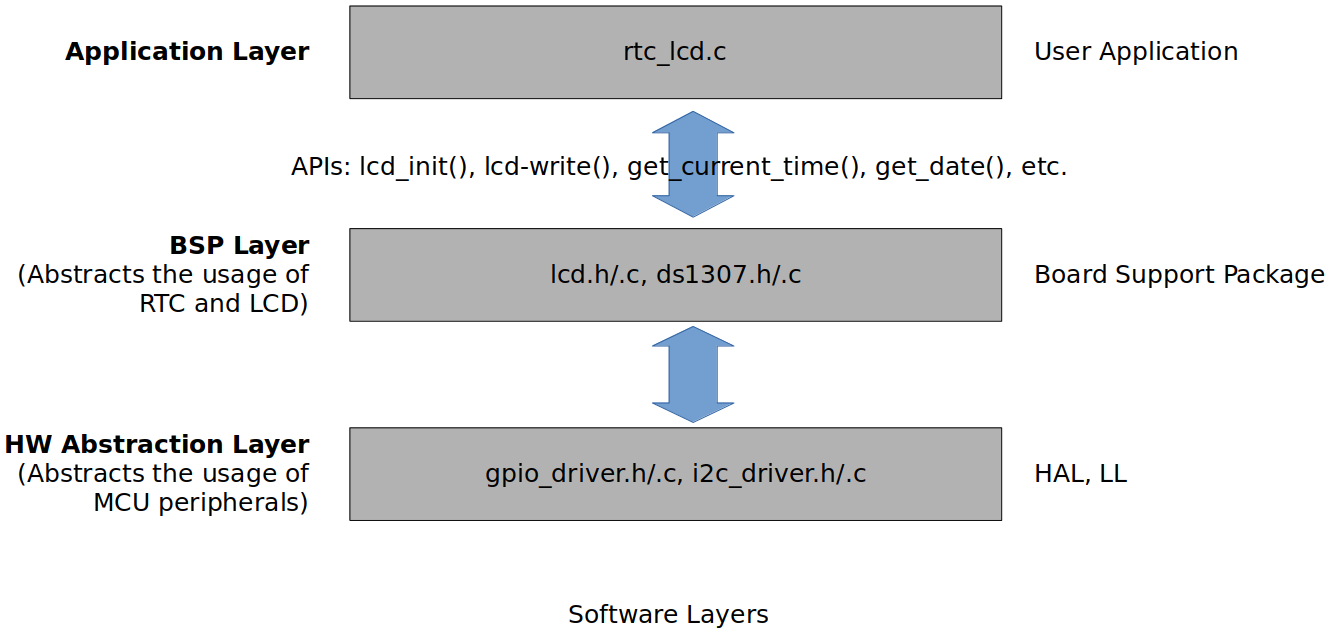 Application Layer
rtc_lcd.c
User Application
APIs: lcd_init(), lcd-write(), get_current_time(), get_date(), etc.
BSP Layer
(Abstracts the usage of
RTC and LCD)
lcd.h/.c, ds1307.h/.c
Board Support Package
HW Abstraction Layer
(Abstracts the usage of
MCU peripherals)
gpio_driver.h/.c, i2c_driver.h/.c
HAL, LL
Software Layers